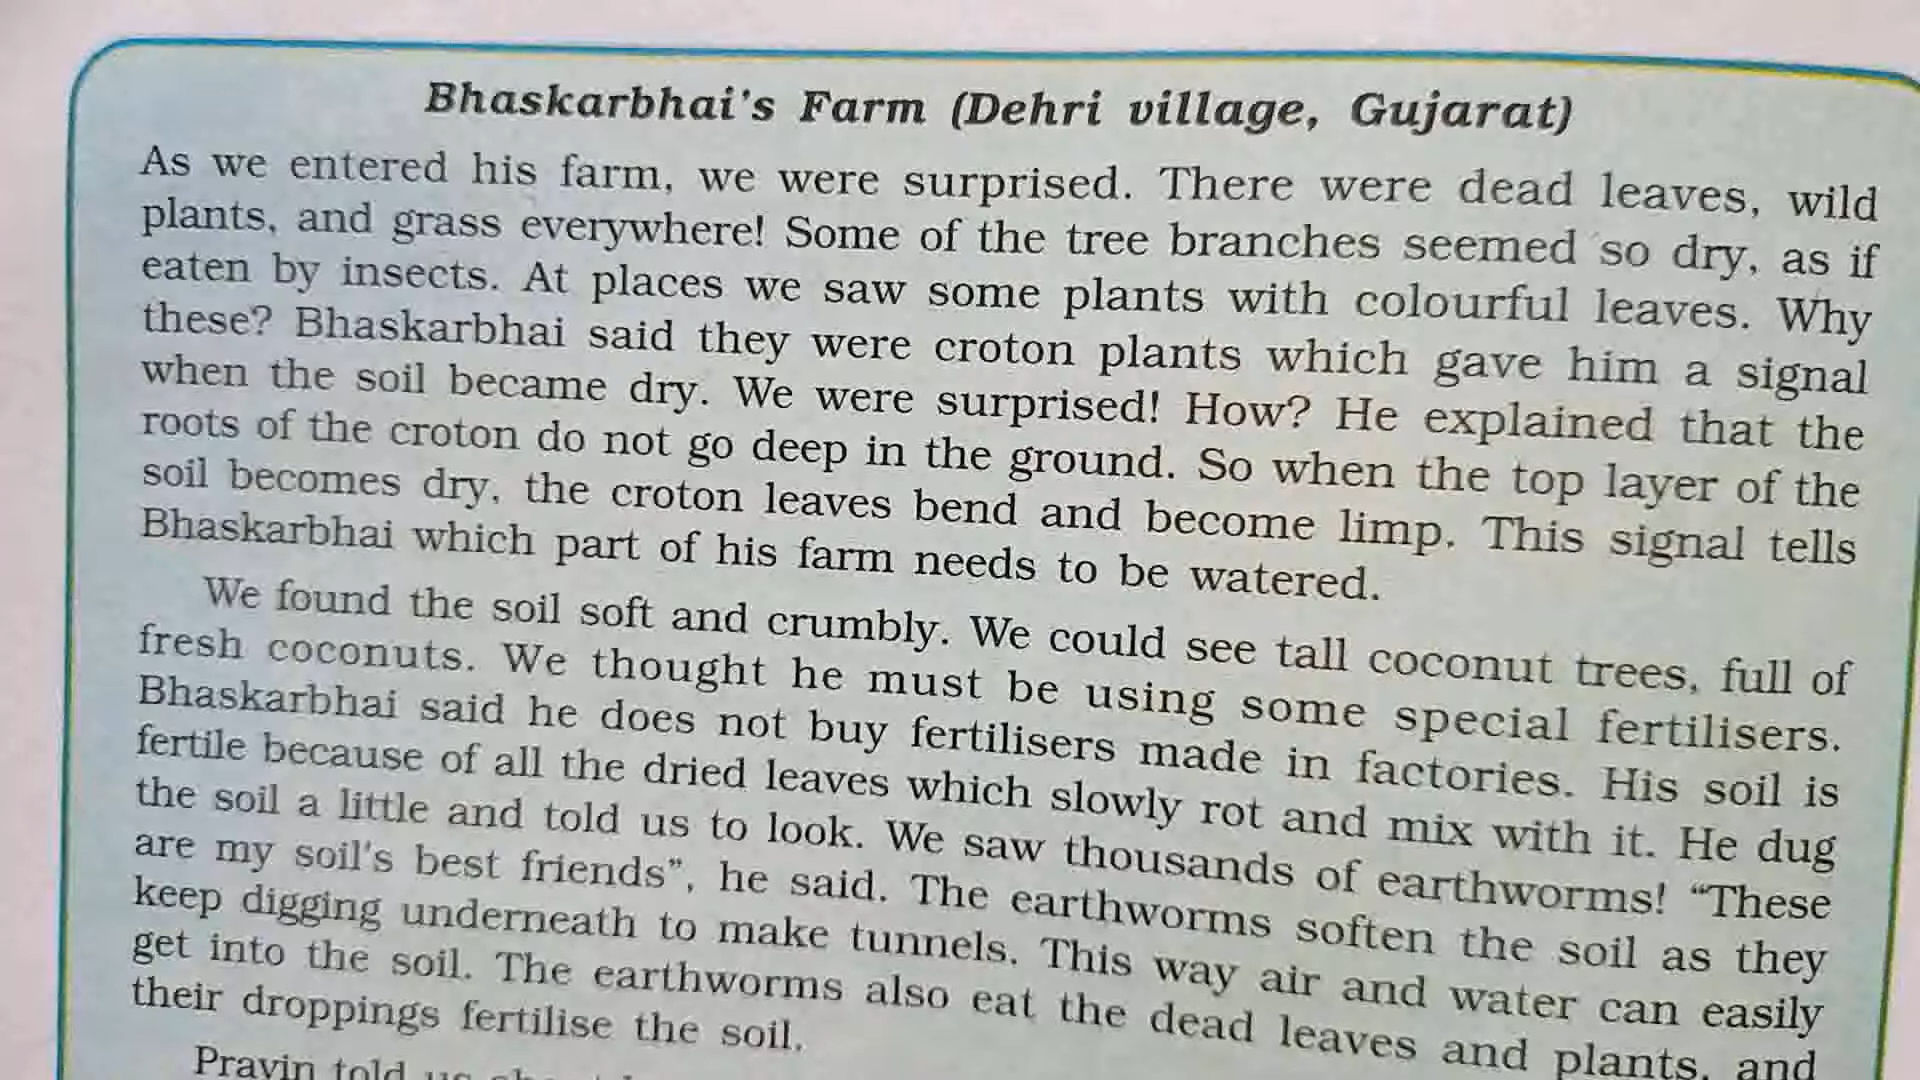 Bhaskarbhai's Farm (Dehri village, Gujarat)
As we entered his farm, we were surprised. There were dead leaves, wild
plants, and grass everywhere! Some of the tree branches seemed so dry, as if
eaten by insects. At places we saw some plants with colourful leaves. Why
these? Bhaskarbhai said they were croton plants which gave him a signal
when the soil became dry. We were surprised! How? He explained that the
roots of the croton do not go deep in the ground. So when the top layer of the
soil becomes dry, the croton leaves bend and become limp. This signal tells
Bhaskarbhai which part of his farm needs to be watered.
We found the soil soft and crumbly. We could see tall coconut trees, full of
fresh coconuts. We thought he must be using some special fertilisers.
Bhaskarbhai said he does not buy fertilisers made in factories. His soil is
fertile because of all the dried leaves which slowly rot and mix with it. He dug
the soil a little and told us to look. We saw thousands of earthworms! “These
are my soil's best friends”, he said. The earthworms soften the soil as they
keep digging underneath to make tunnels. This way air and water can easily
get into the soil. The earthworms also eat the dead leaves and plants, and
their droppings fertilise the soil.
Pravin told us